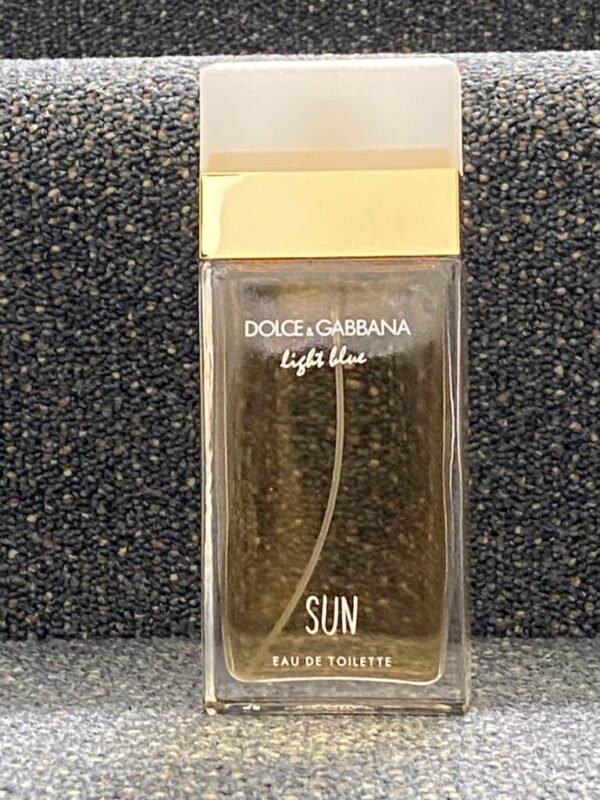 DOLCE & GABBANA
light blue
SUN
EAU DE TOILETTE